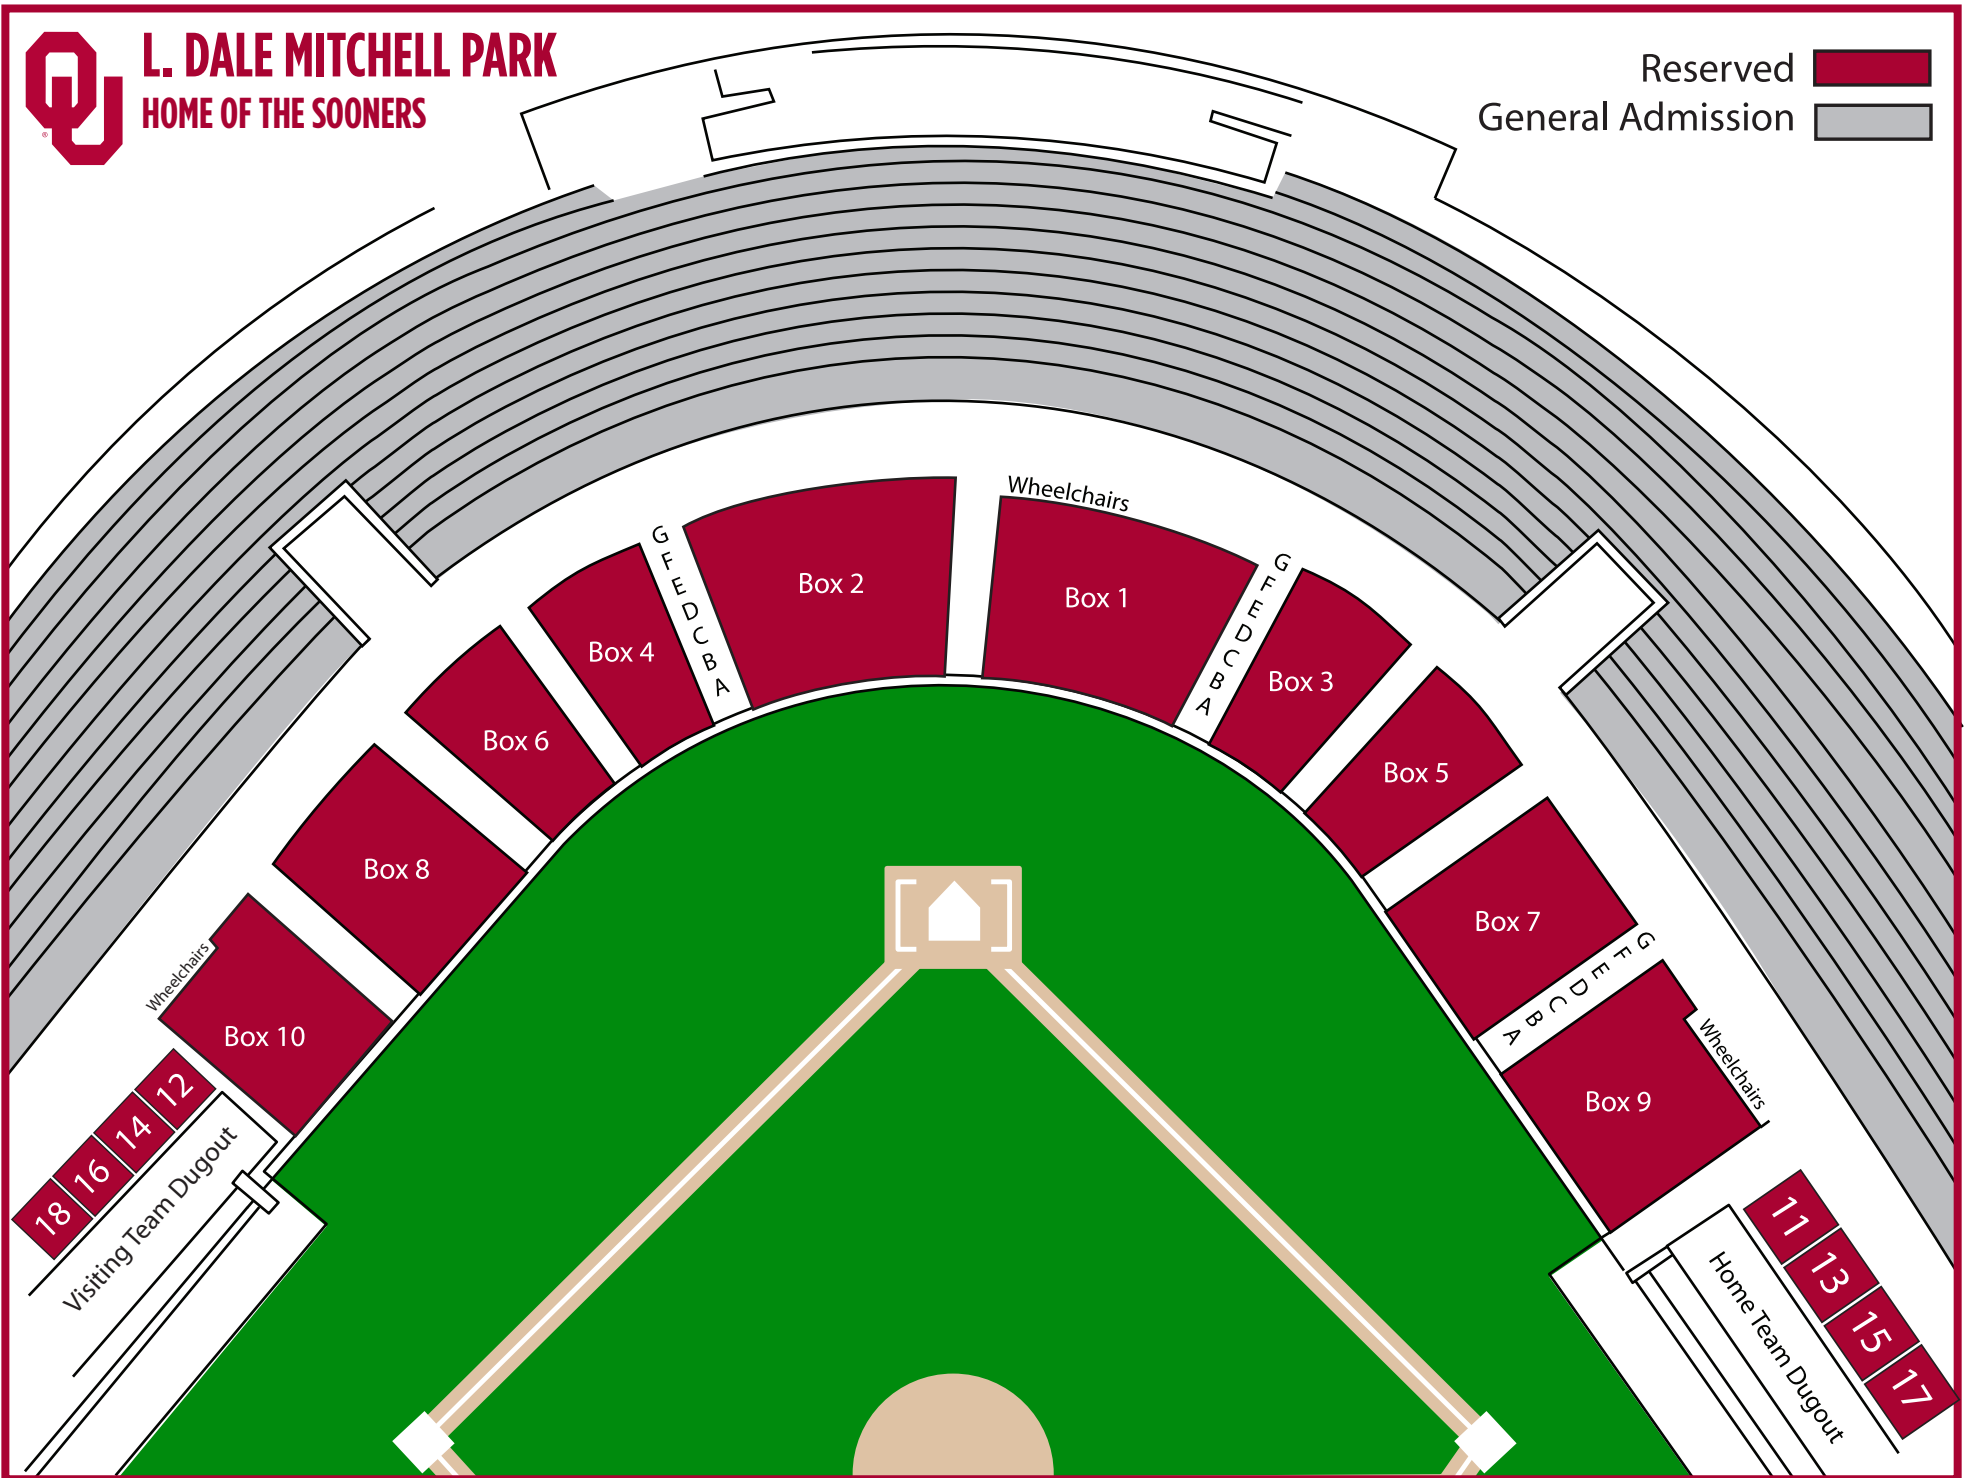 L. DALE MITCHELL PARK
HOME OF THE SOONERS
OU
®
Reserved
General Admission
Wheelchairs
G
F
E
D
C
B
A
Box 2
Box 1
G
F
E
D
C
B
A
Box 4
Box 3
Box 6
Box 5
Box 8
Box 7
G
F
E
D
C
B
A
Wheelchairs
Box 10
Box 9
Wheelchairs
12
14
16
18
Visiting Team Dugout
11
13
15
17
Home Team Dugout